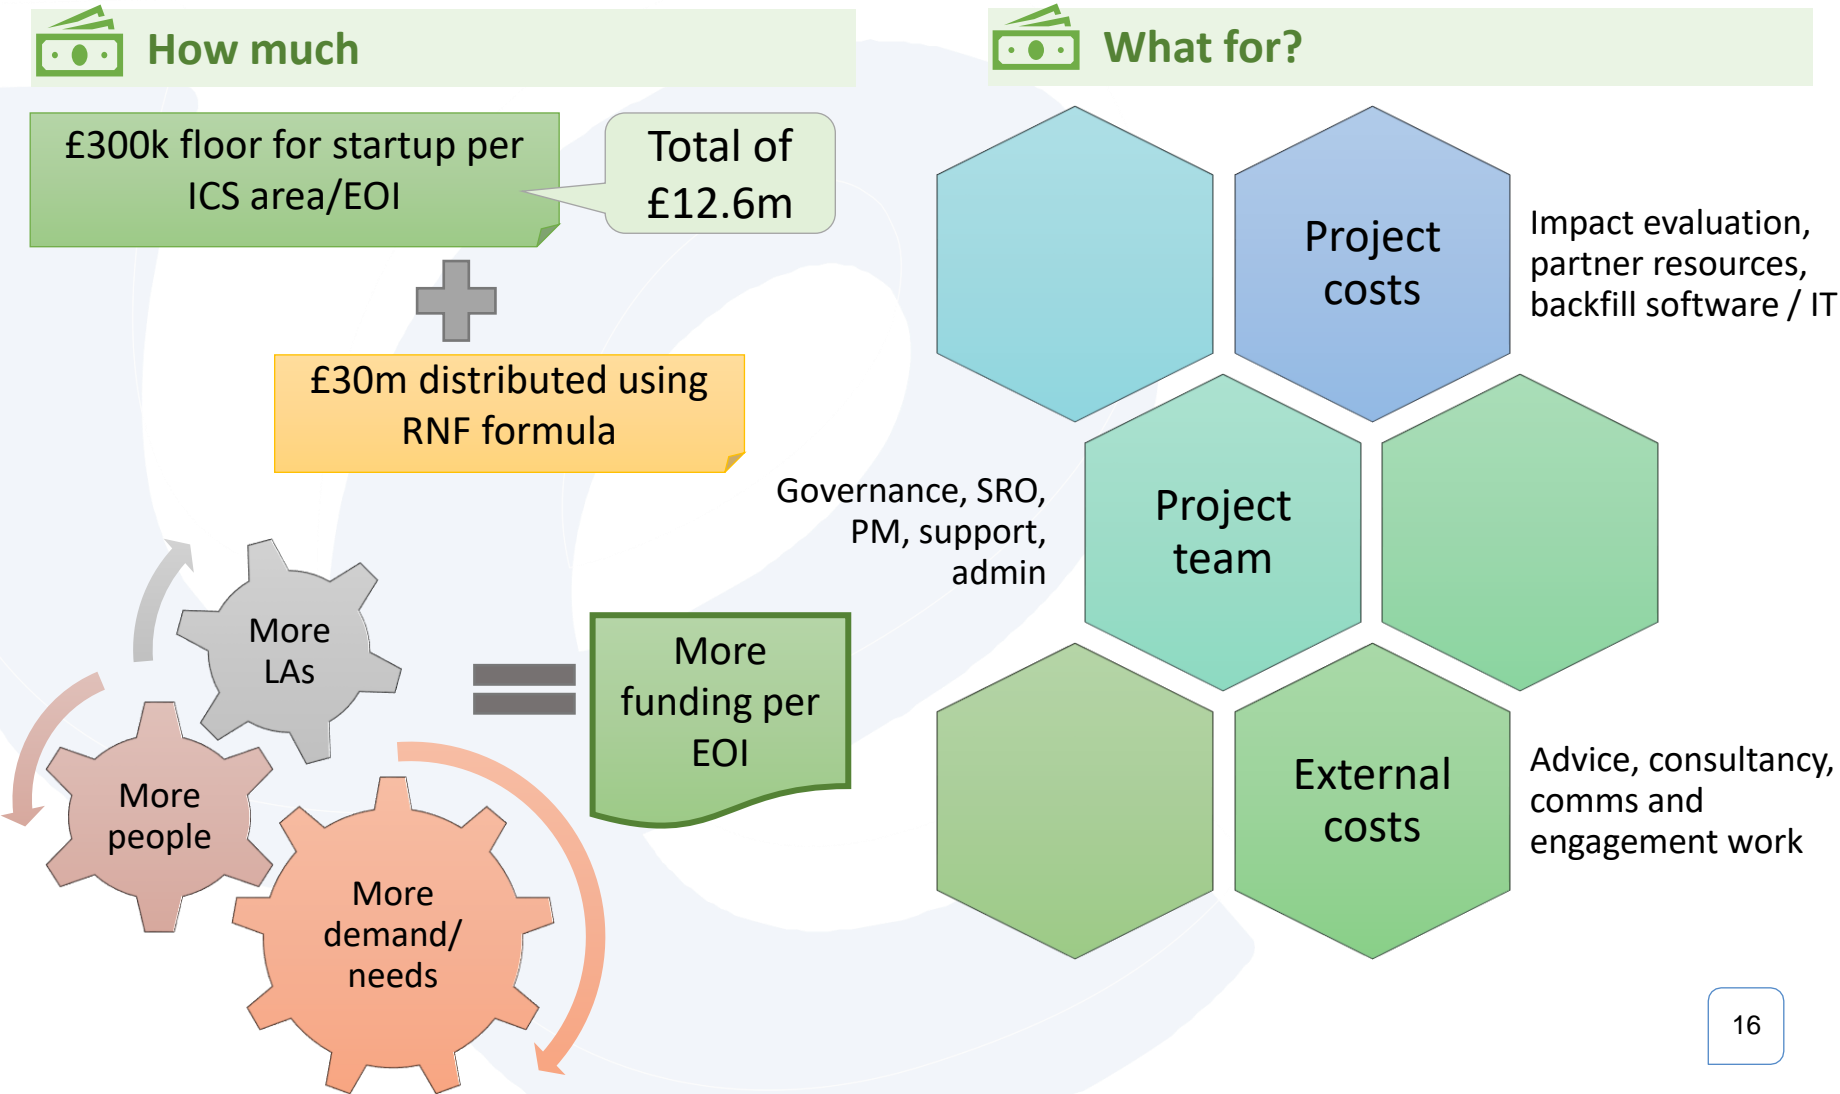 How much
£300k floor for startup per
ICS area/EOI
Total of
£12.6m
£30m distributed using
RNF formula
More
LAs
More
people
More
demand/
needs
More
funding per
EOI
What for?
Project
costs
Impact evaluation,
partner resources,
backfill software / IT
Governance, SRO,
PM, support,
admin
Project
team
External
costs
Advice, consultancy,
comms and
engagement work
16